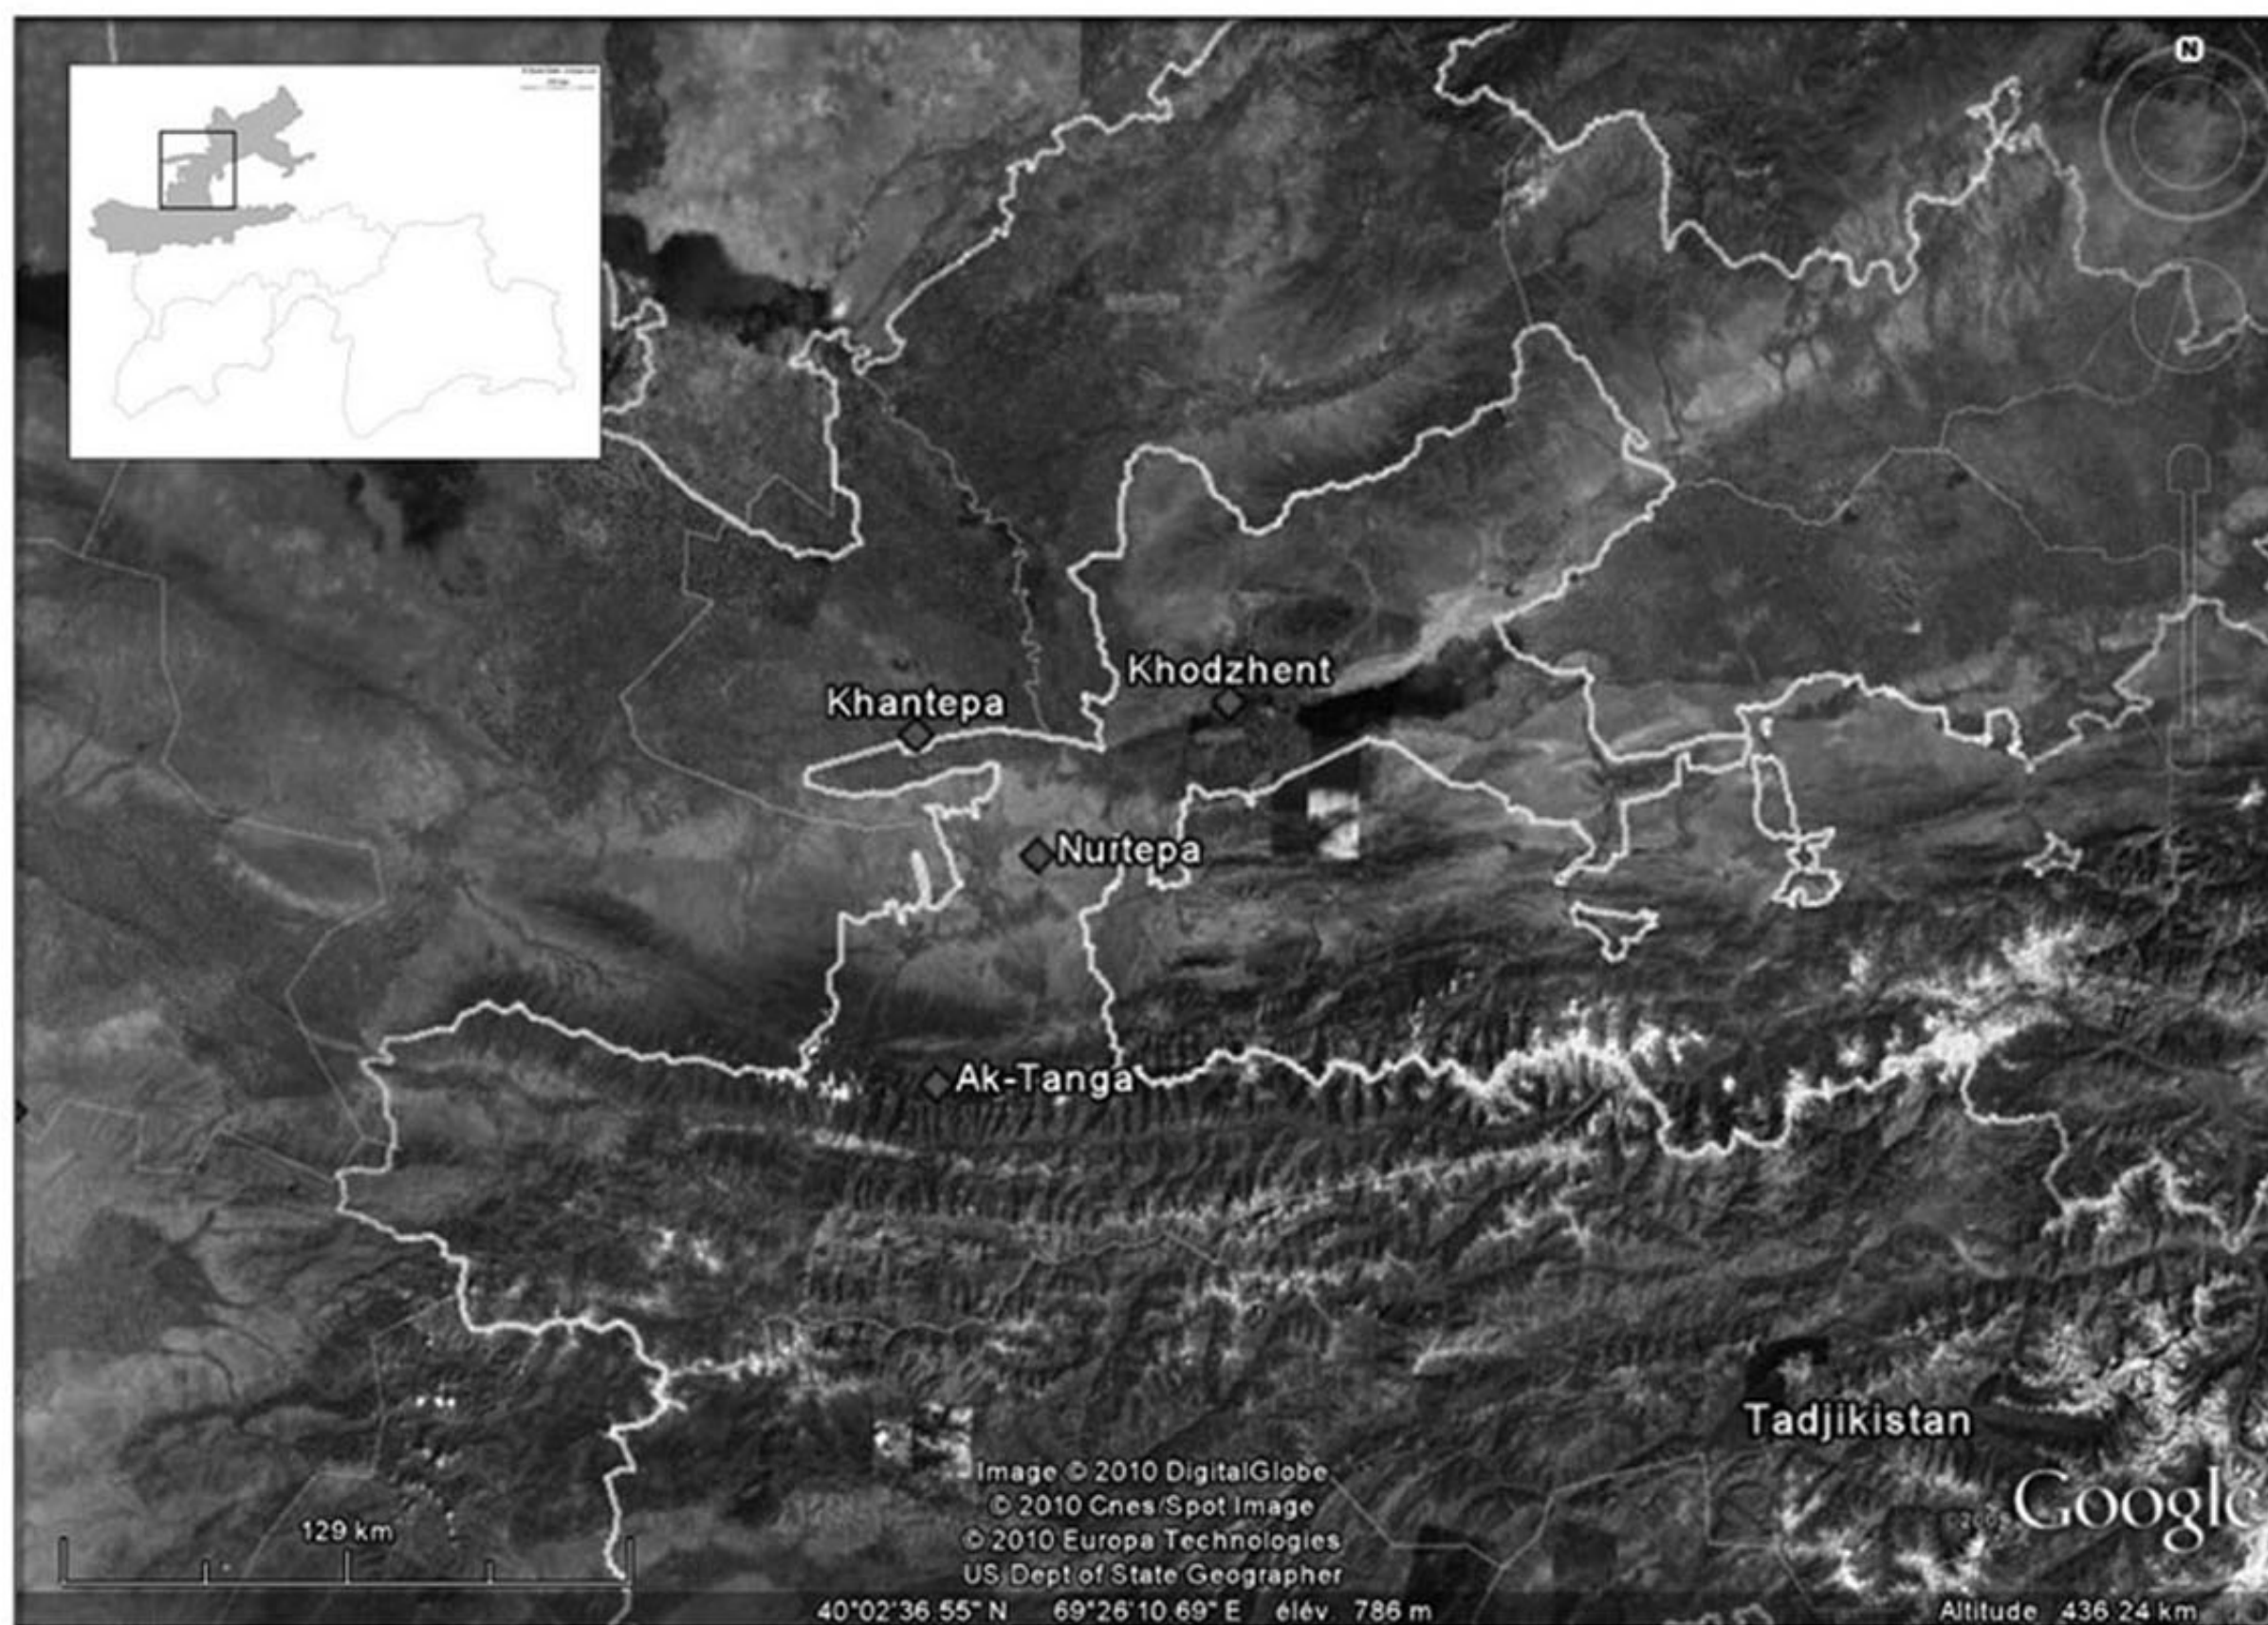 N
Khodzhent
Khantepa
Nurtepa
Ak-Tanga
Tadjikistan
Image © 2010 DigitalGlobe
© 2010 Cnes/Spot Image
© 2010 Europa Technologies
US Dept of State Geographer
Google
129 km
40°02'36.55" N 69°26'10.69" E élév. 786 m
Altitude 436.24 km